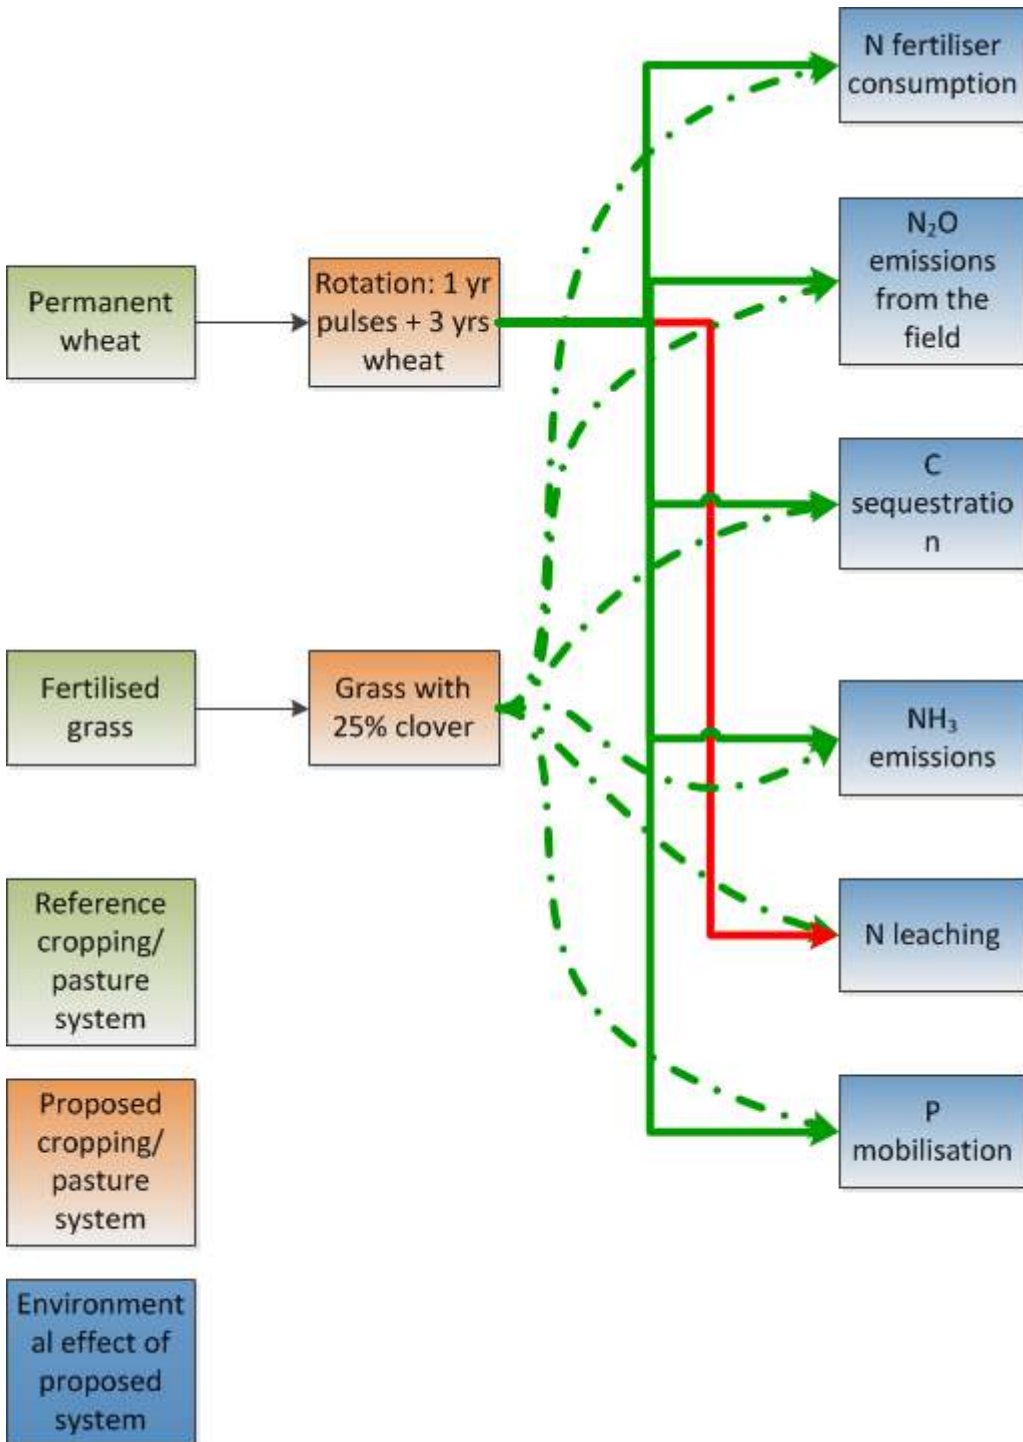 N fertiliser
consumption
N₂O
emissions
from the
field
Permanent
wheat
Rotation: 1 yr
pulses + 3 yrs
wheat
C
sequestratio
n
Fertilised
grass
Grass with
25% clover
NH₃
emissions
Reference
cropping/
pasture
system
N leaching
Proposed
cropping/
pasture
system
P
mobilisation
Environment
al effect of
proposed
system